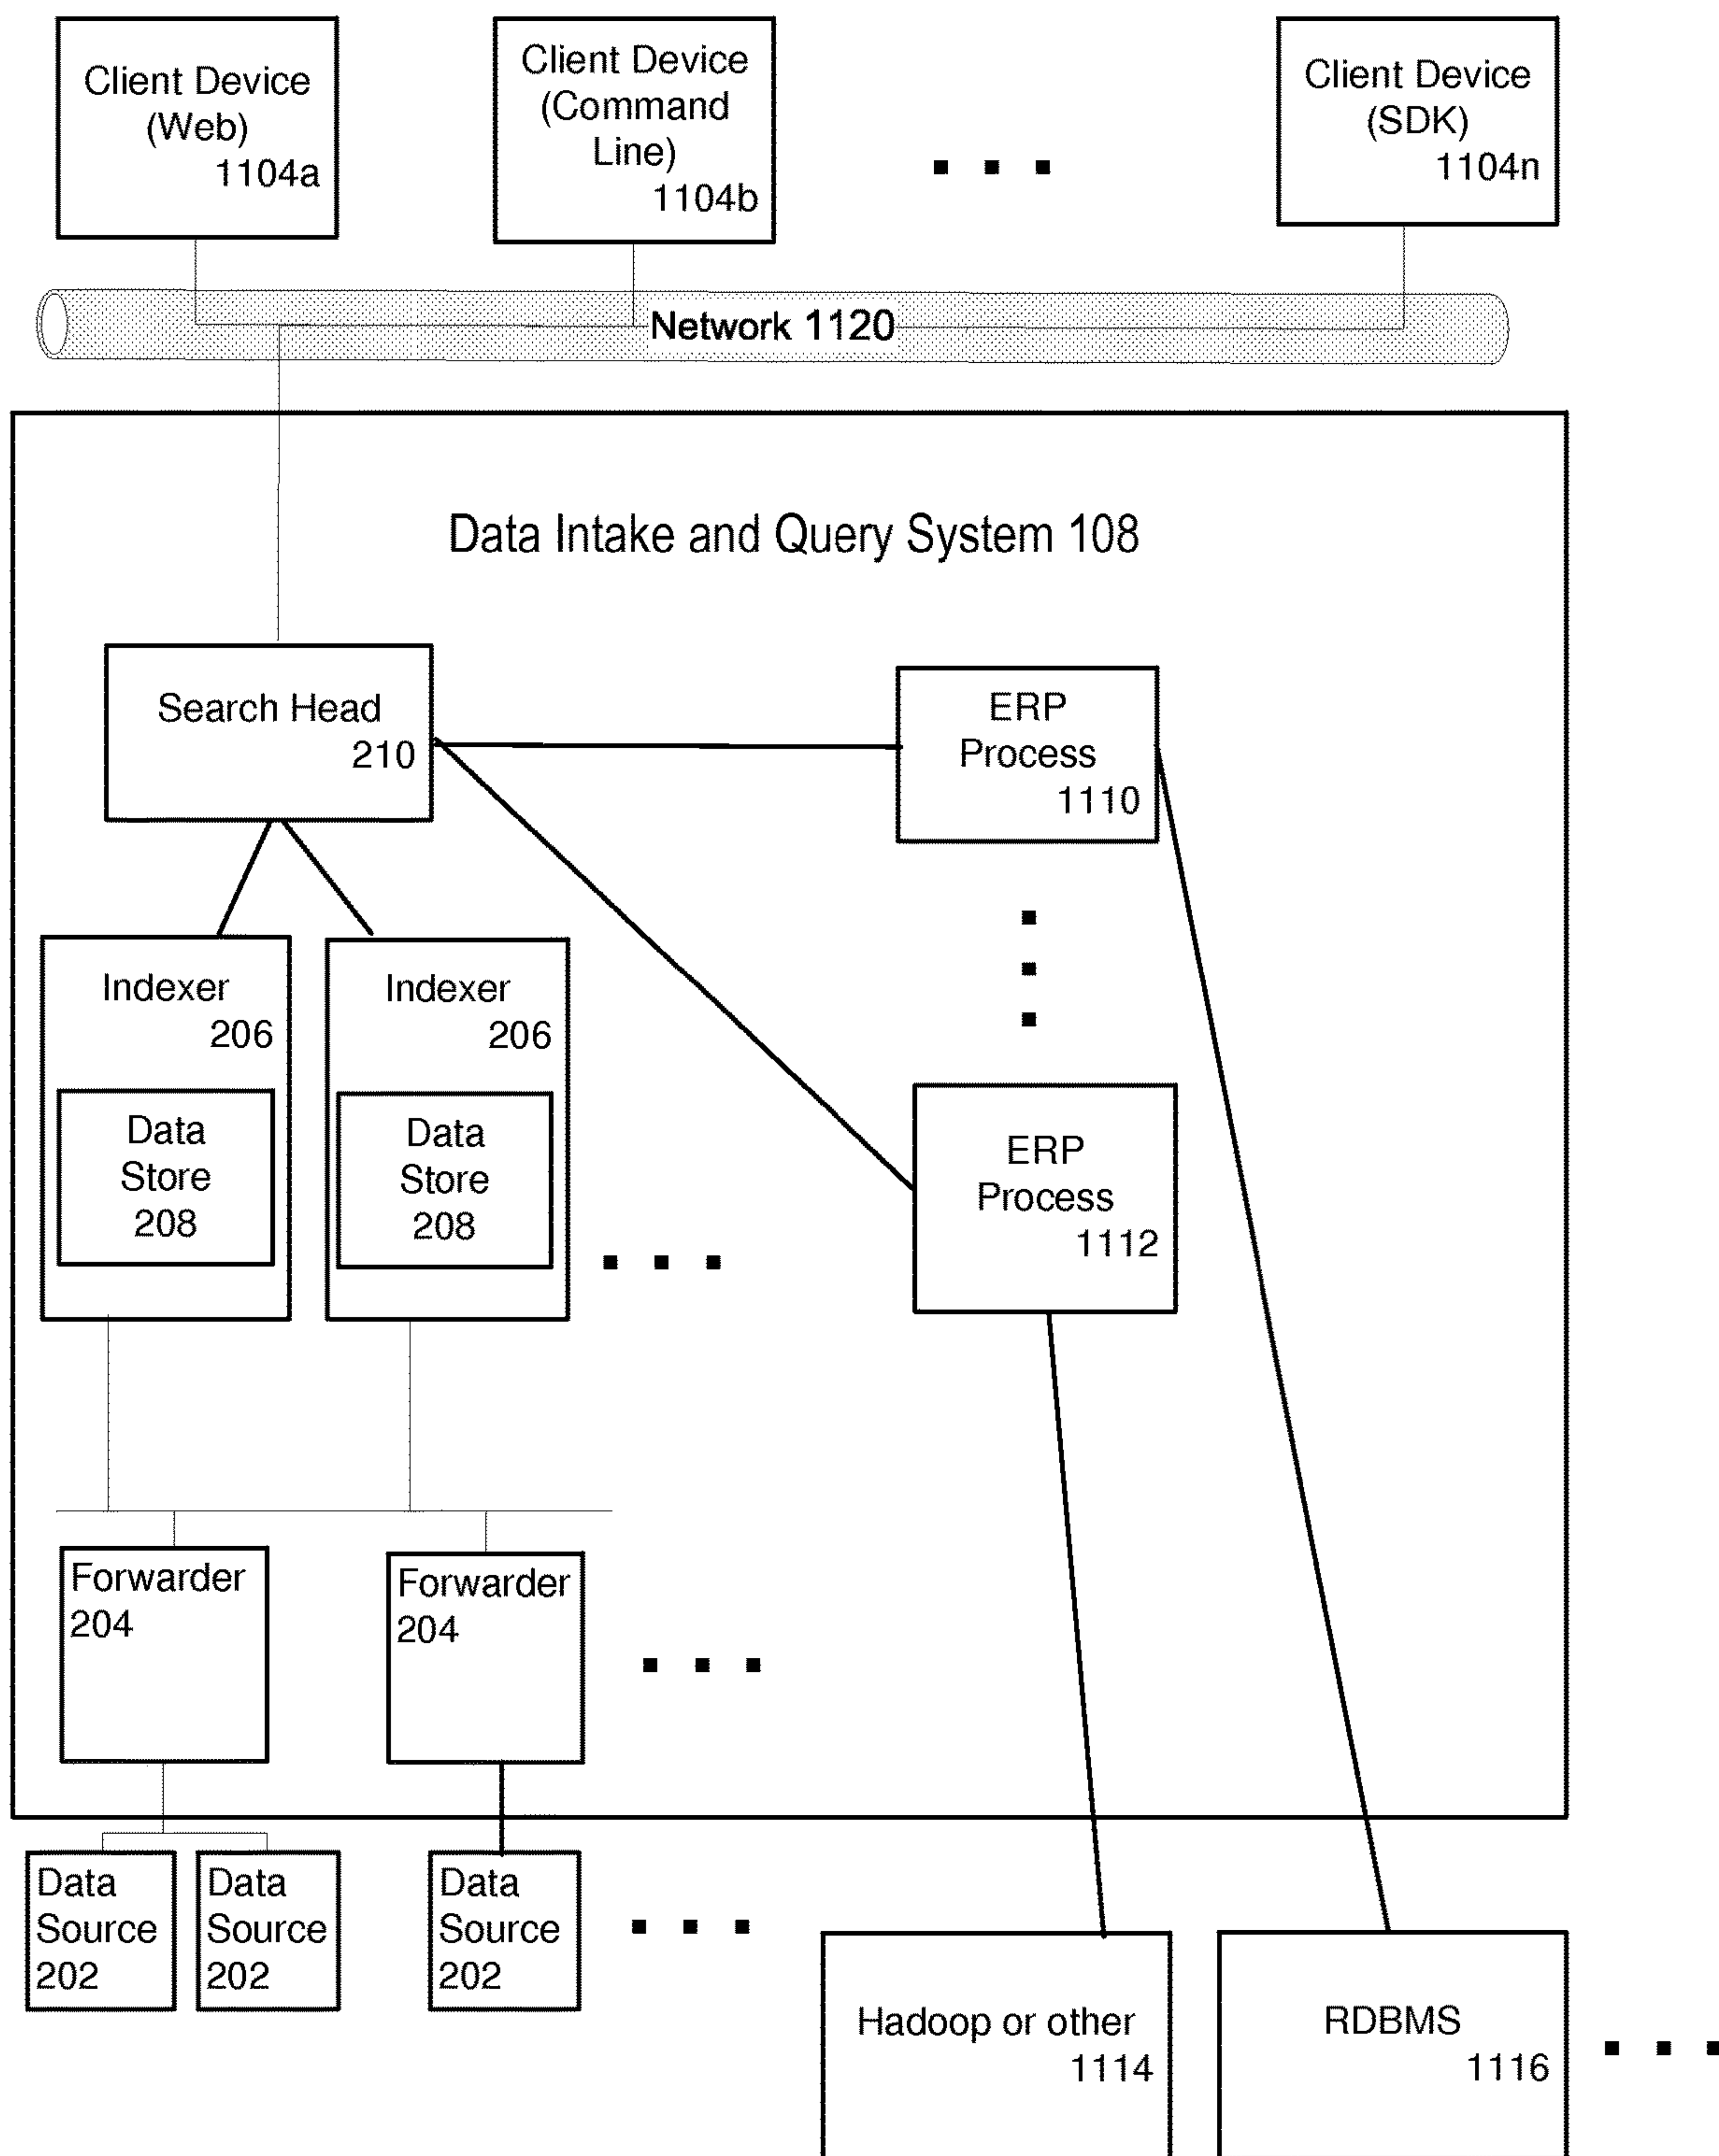 Client Device
(Web)
1104a
Client Device
(Command
Line)
1104b
Client Device
(SDK)
1104n
Network 1120
Data Intake and Query System 108
Search Head
210
ERP
Process
1110
Indexer
206
Data
Store
208
Indexer
206
Data
Store
208
ERP
Process
1112
Forwarder
204
Forwarder
204
Data
Source
202
Data
Source
202
Data
Source
202
Hadoop or other
1114
RDBMS
1116